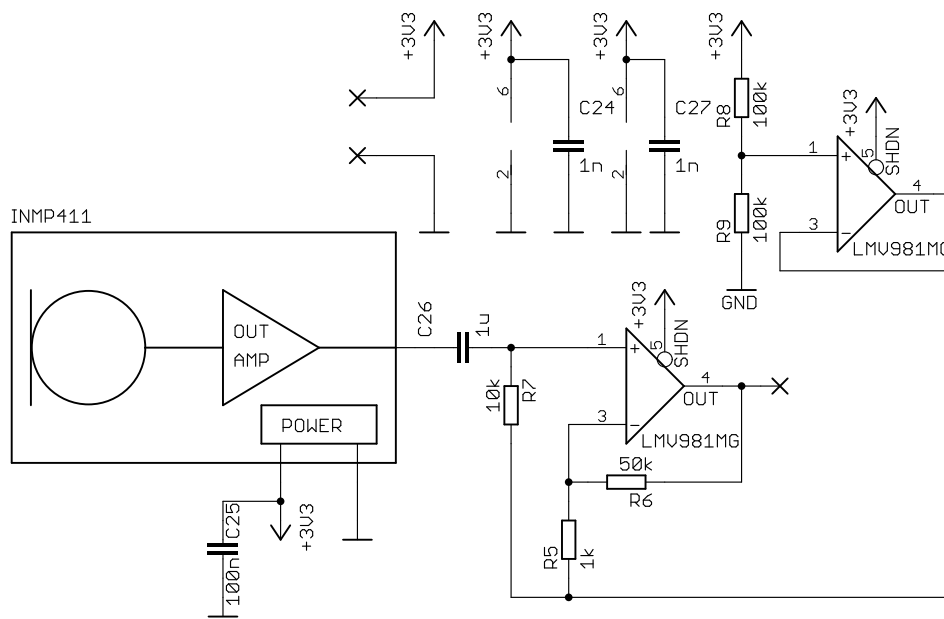 +3V3
+3V3
+3V3
+3V3
6
C24
1n
2
6
C27
1n
2
R8
100k
R9
100k
GND
+3V3
5
SHDN
1
+
4
OUT
3
-
LMV981MG
INMP411
OUT
AMP
POWER
C26
1u
10k
R7
+3V3
5
SHDN
1
+
4
OUT
3
-
LMV981MG
50k
R6
R5
1k
C25
100n
+3V3